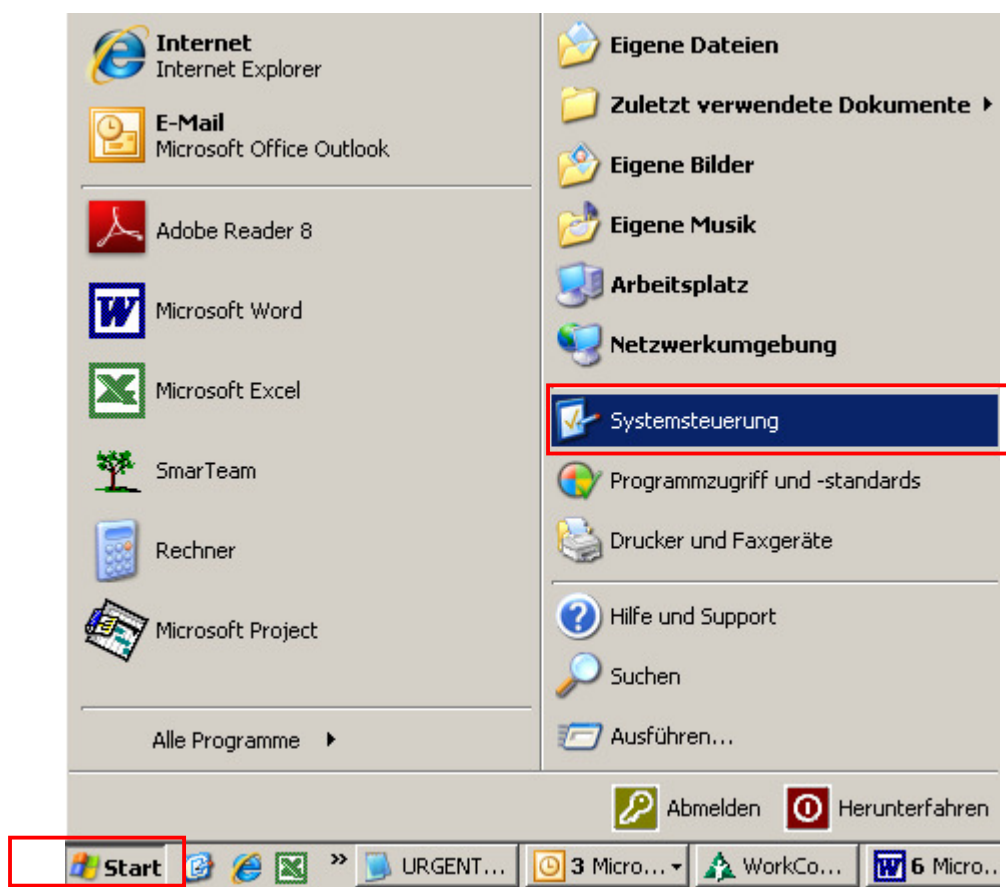 Internet
Internet Explorer
E-Mail
Microsoft Office Outlook
Adobe Reader 8
Microsoft Word
Microsoft Excel
SmarTeam
Rechner
Microsoft Project
Alle Programme
Eigene Dateien
Zuletzt verwendete Dokumente
Eigene Bilder
Eigene Musik
Arbeitsplatz
Netzwerkumgebung
Systemsteuerung
Programmzugriff und -standards
Drucker und Faxgeräte
Hilfe und Support
Suchen
Ausführen...
Abmelden Herunterfahren
Start » URGENT... 3 Micro... WorkCo... 6 Micro...